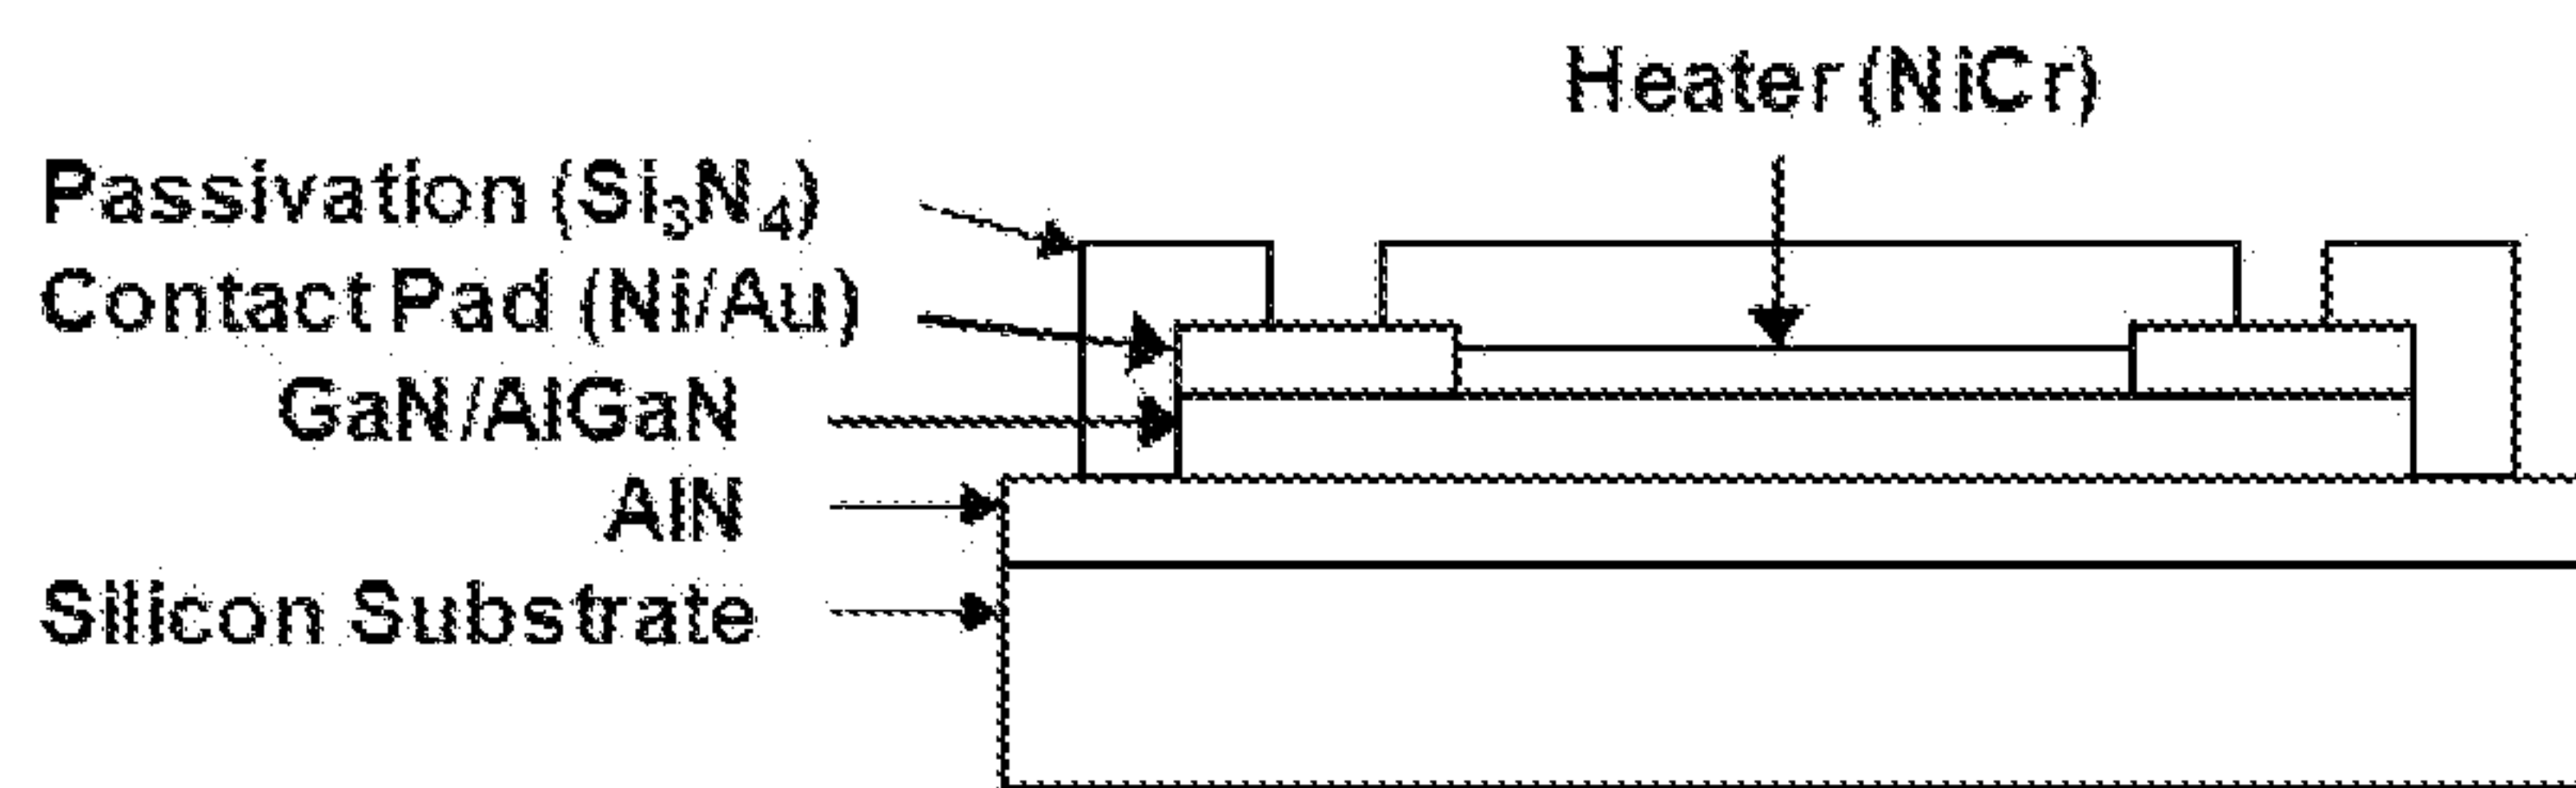 Heater (NiCr)
Passivation (Si₃N₄)
Contact Pad (Ni/Au)
GaN/AlGaN
AlN
Silicon Substrate